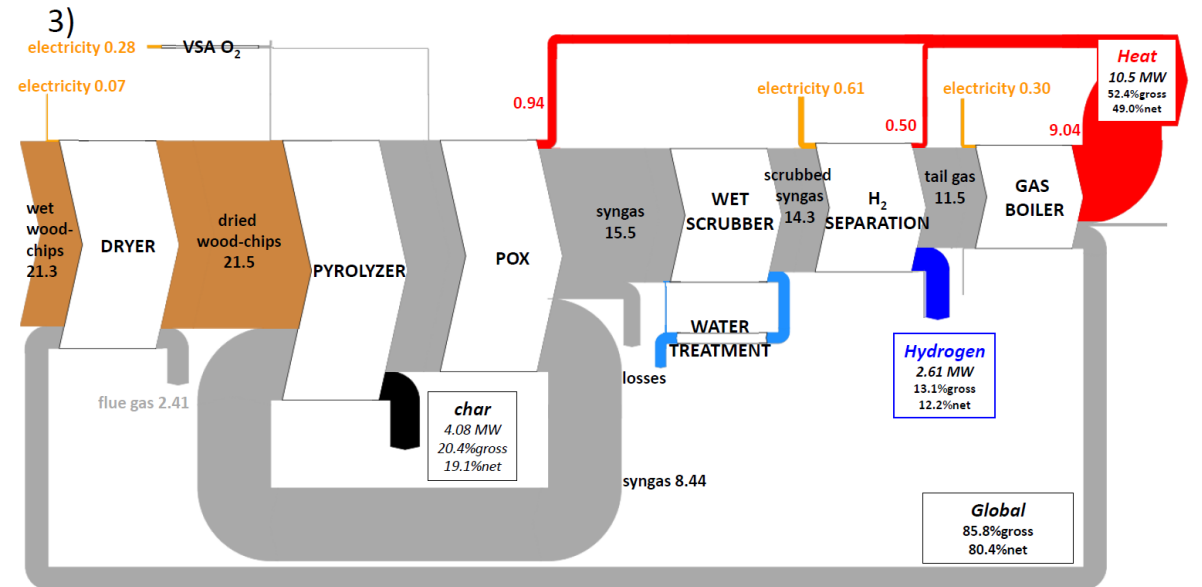 3)
electricity 0.28
VSA O₂
electricity 0.07
0.94
electricity 0.61
0.50
electricity 0.30
9.04
Heat
10.5 MW
52.4%gross
49.0%net
wet
wood-
chips
21.3
DRYER
dried
wood-chips
21.5
PYROLYZER
POX
syngas
15.5
WET
SCRUBBER
scrubbed
syngas
14.3
H₂
SEPARATION
tail gas
11.5
GAS
BOILER
WATER
TREATMENT
losses
Hydrogen
2.61 MW
13.1%gross
12.2%net
flue gas 2.41
char
4.08 MW
20.4%gross
19.1%net
syngas 8.44
Global
85.8%gross
80.4%net